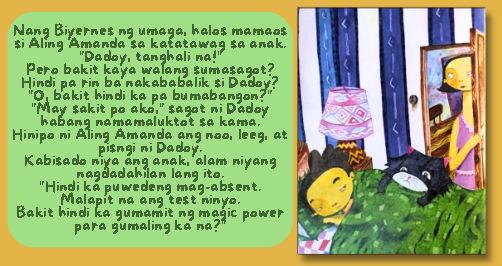 Nang Biyernes ng umaga, halos mamaos
si Aling Amanda sa katatawag sa anak.
"Dadoy, tanghali na!"
Pero bakit kaya walang sumasagot?
Hindi pa rin ba nakababalik si Dadoy?
"O, bakit hindi ka pa bumabangon?"
"May sakit po ako," sagot ni Dadoy
habang namamaluktot sa kama.
Hinipo ni Aling Amanda ang noo, leeg, at
pisngi ni Dadoy.
Kabisado niya ang anak, alam niyang
nagdadahilan lang ito.
"Hindi ka puwedeng mag-absent.
Malapit na ang test ninyo.
Bakit hindi ka gumamit ng magic power
para gumaling ka na?"